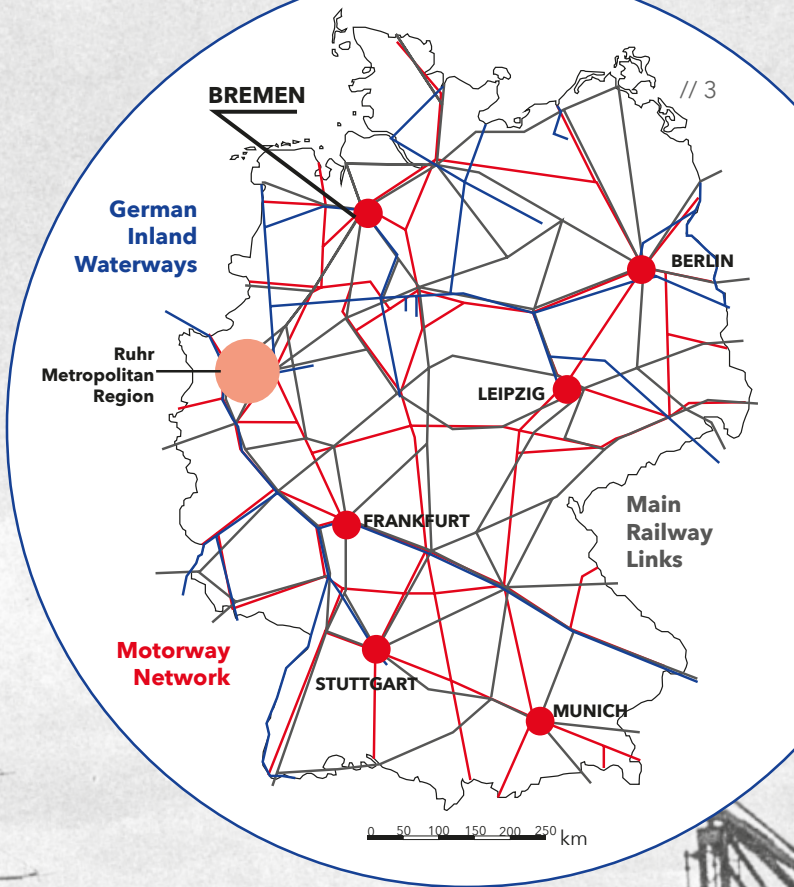 // 3
BREMEN
German
Inland
Waterways
BERLIN
Ruhr
Metropolitan
Region
LEIPZIG
FRANKFURT
Main
Railway
Links
Motorway
Network
STUTTGART
MUNICH
0 50 100 150 200 250 km